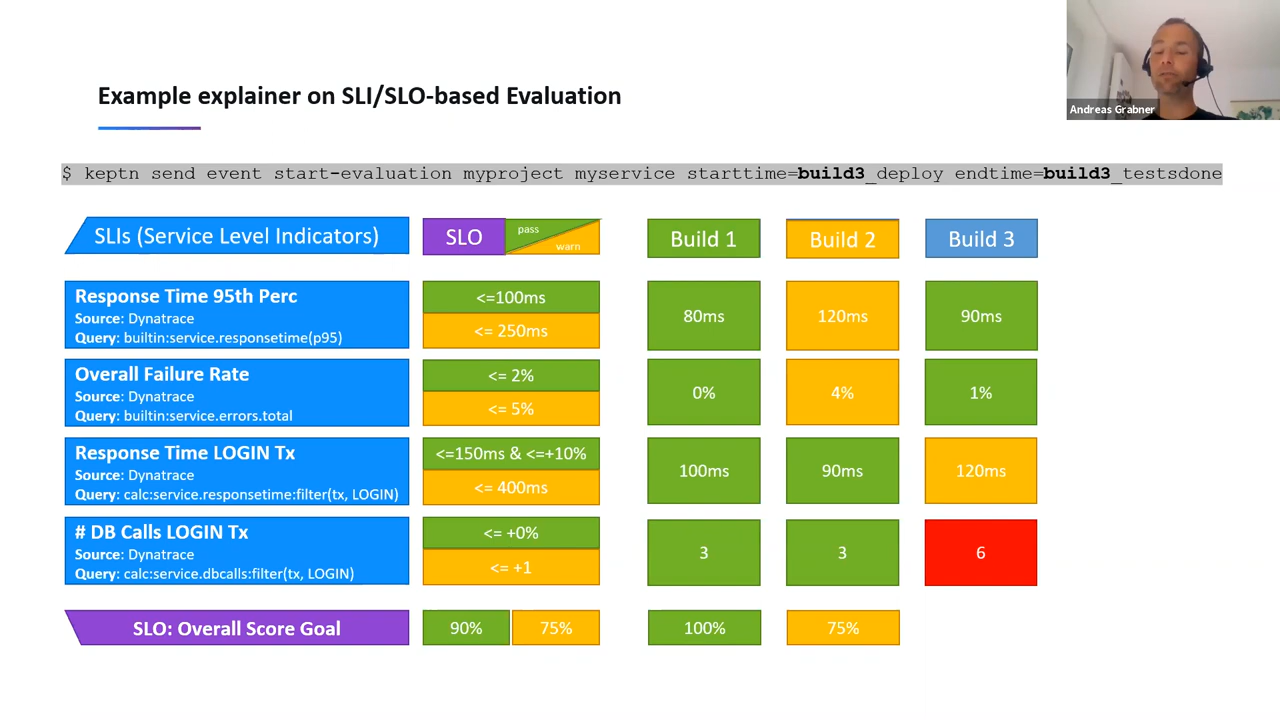 Andreas Grabner
Example explainer on SLI/SLO-based Evaluation
$ keptn send event start-evaluation myproject myservice starttime=build3_deploy endtime=build3_testsdone
SLIs (Service Level Indicators) SLO pass warn Build 1 Build 2 Build 3
Response Time 95th Perc
Source: Dynatrace
Query: builtin:service.responsetime(p95)
<=100ms
<= 250ms
80ms 120ms 90ms
Overall Failure Rate
Source: Dynatrace
Query: builtin:service.errors.total
<= 2%
<= 5%
0% 4% 1%
Response Time LOGIN Tx
Source: Dynatrace
Query: calc:service.responsetime:filter(tx, LOGIN)
<=150ms & <=+10%
<= 400ms
100ms 90ms 120ms
# DB Calls LOGIN Tx
Source: Dynatrace
Query: calc:service.dbcalls:filter(tx, LOGIN)
<= +0%
<= +1
3 3 6
SLO: Overall Score Goal 90% 75% 100% 75%